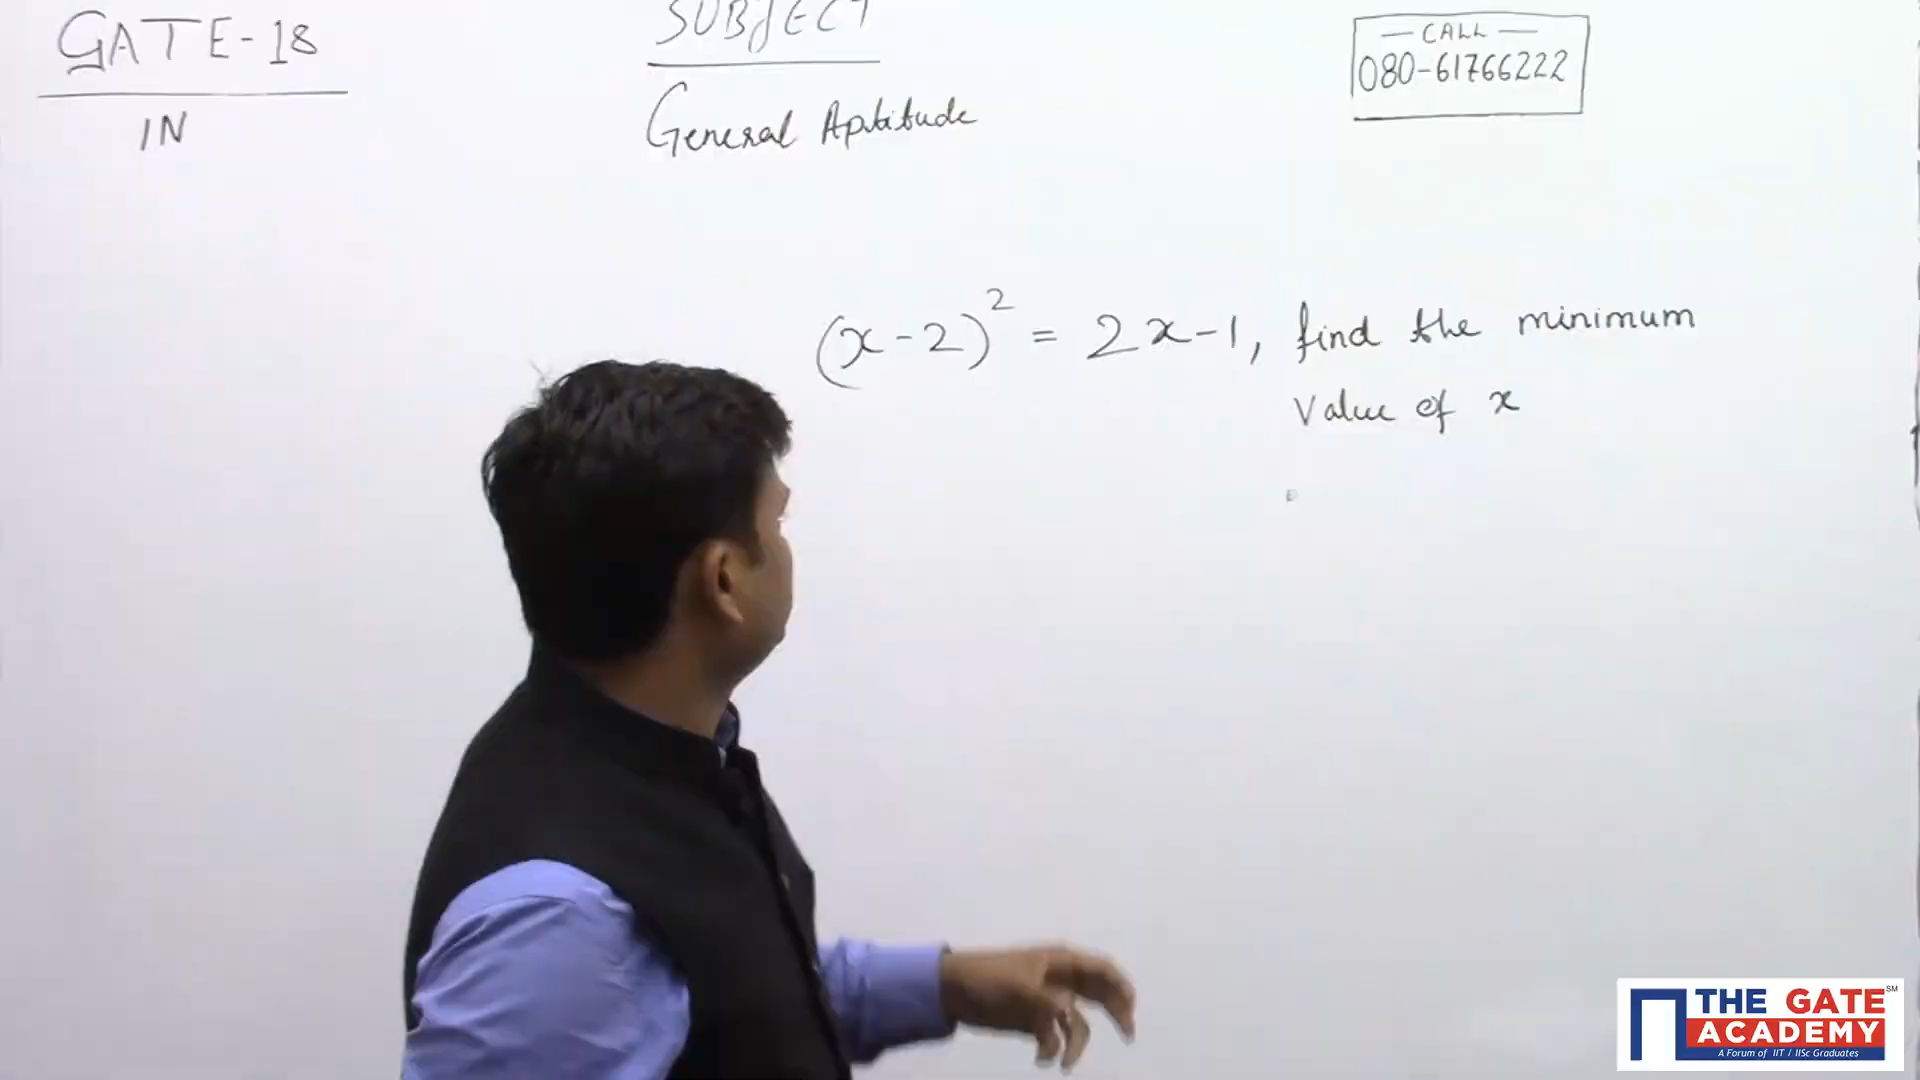 GATE-18
IN
SUBJECT
General Aptitude
— CALL —
080-61766222
(x-2)² = 2x-1, find the minimum
value of x
THE GATE
ACADEMY
SM
A Forum of IIT / IISc Graduates